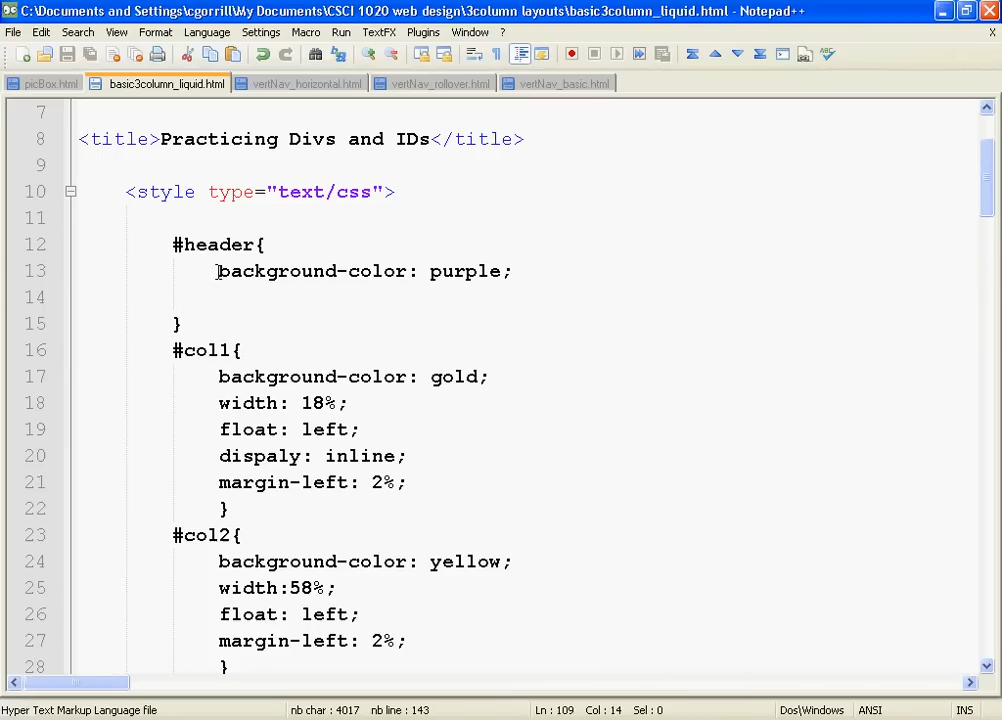 C:\Documents and Settings\cgorrill\My Documents\CSCI 1020 web design\3column layouts\basic3column_liquid.html - Notepad++
File Edit Search View Format Language Settings Macro Run TextFX Plugins Window ? X
picBox.html basic3column_liquid.html vertNav_horizontal.html vertNav_rollover.html vertNav_basic.html
7
8 <title>Practicing Divs and IDs</title>
9
10 <style type="text/css">
11
12 #header{
13 background-color: purple;
14
15 }
16 #col1{
17 background-color: gold;
18 width: 18%;
19 float: left;
20 dispaly: inline;
21 margin-left: 2%;
22 }
23 #col2{
24 background-color: yellow;
25 width:58%;
26 float: left;
27 margin-left: 2%;
28 }
Hyper Text Markup Language file nb char : 4017 nb line : 143 Ln : 109 Col : 14 Sel : 0 Dos\Windows ANSI INS